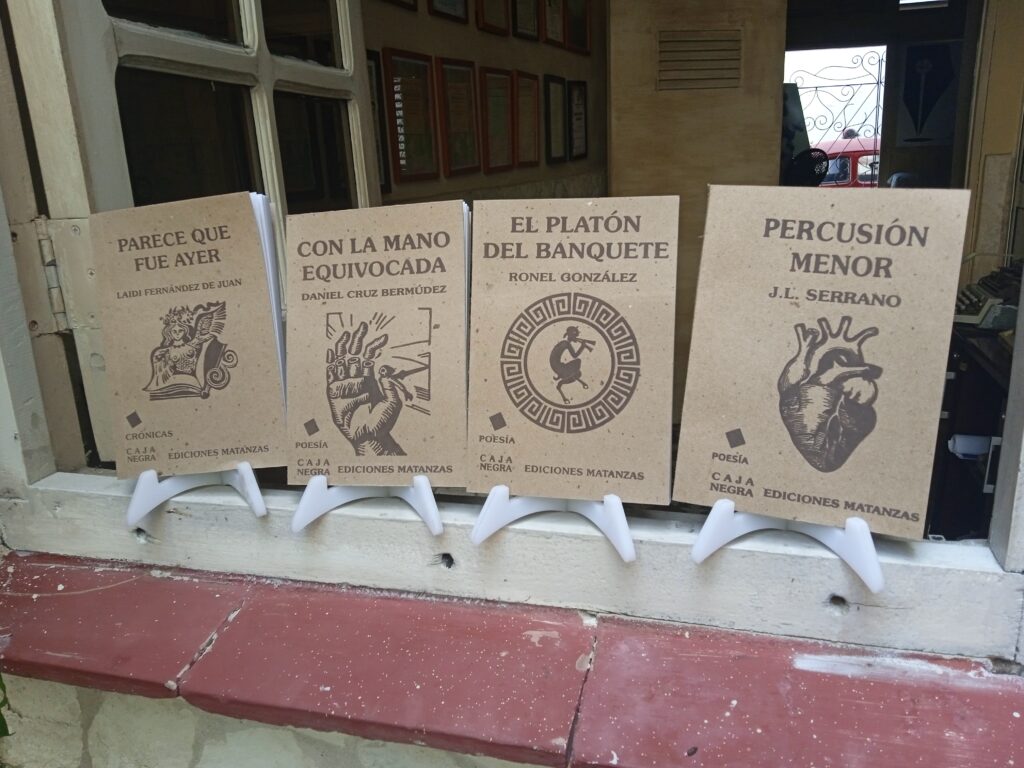 PARECE QUE
FUE AYER
LAIDI FERNÁNDEZ DE JUAN
CRÓNICAS
CAJA
NEGRA
EDICIONES MATANZAS
CON LA MANO
EQUIVOCADA
DANIEL CRUZ BERMÚDEZ
POESÍA
CAJA
NEGRA
EDICIONES MATANZAS
EL PLATÓN
DEL BANQUETE
RONEL GONZÁLEZ
POESÍA
CAJA
NEGRA
EDICIONES MATANZAS
PERCUSIÓN
MENOR
J.L. SERRANO
POESÍA
CAJA
NEGRA
EDICIONES MATANZAS